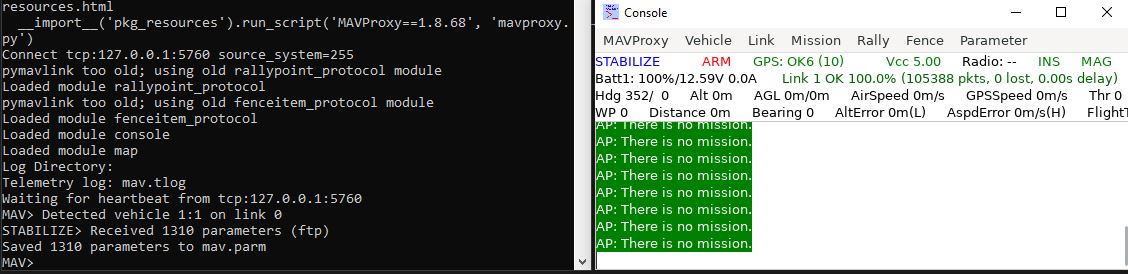 resources.html
__import__('pkg_resources').run_script('MAVProxy==1.8.68', 'mavproxy.
py')
Connect tcp:127.0.0.1:5760 source_system=255
pymavlink too old; using old rallypoint_protocol module
Loaded module rallypoint_protocol
pymavlink too old; using old fenceitem_protocol module
Loaded module fenceitem_protocol
Loaded module console
Loaded module map
Log Directory:
Telemetry log: mav.tlog
Waiting for heartbeat from tcp:127.0.0.1:5760
MAV> Detected vehicle 1:1 on link 0
STABILIZE> Received 1310 parameters (ftp)
Saved 1310 parameters to mav.parm
MAV>
Console
MAVProxy Vehicle Link Mission Rally Fence Parameter
STABILIZE ARM GPS: OK6 (10) Vcc 5.00 Radio: -- INS MAG
Batt1: 100%/12.59V 0.0A Link 1 OK 100.0% (105388 pkts, 0 lost, 0.00s delay)
Hdg 352/ 0 Alt 0m AGL 0m/0m AirSpeed 0m/s GPSSpeed 0m/s Thr 0
WP 0 Distance 0m Bearing 0 AltError 0m(L) AspdError 0m/s(H) FlightT
AP: There is no mission.
AP: There is no mission.
AP: There is no mission.
AP: There is no mission.
AP: There is no mission.
AP: There is no mission.
AP: There is no mission.
AP: There is no mission.